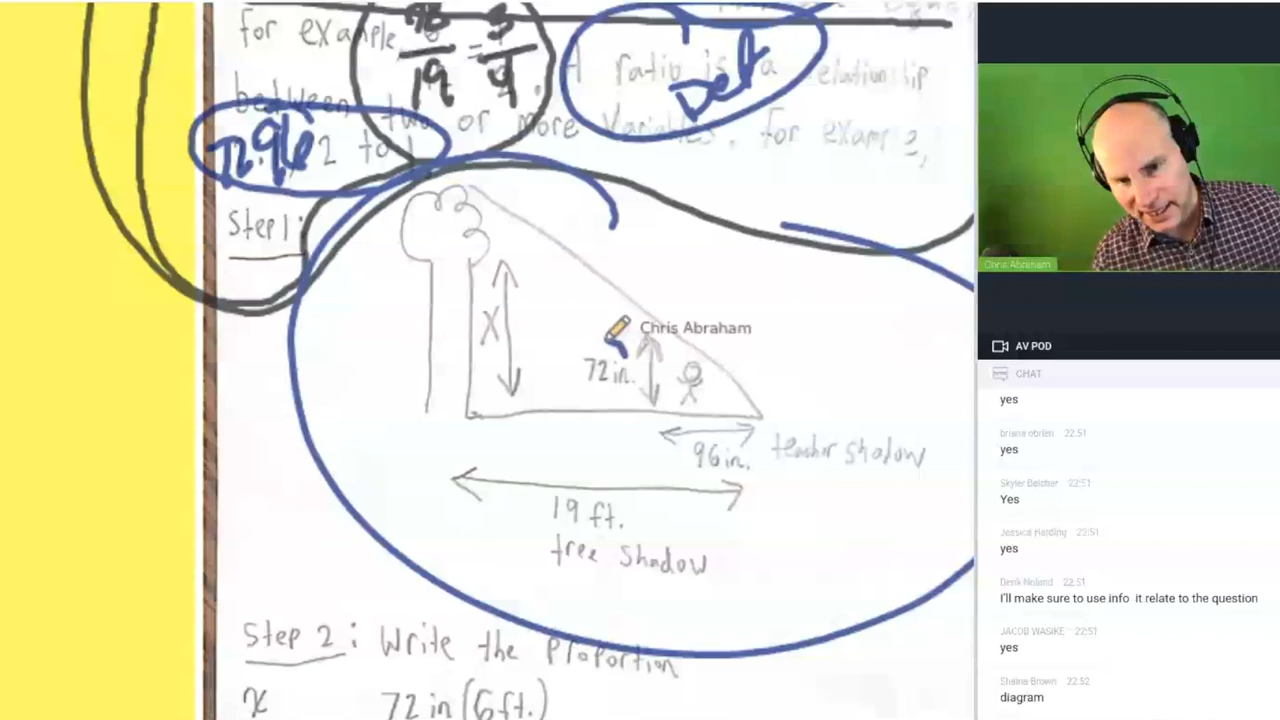 for example
19 = 9
A ratio is a relationship
Def
between two or more variables. For example,
72:96 2 to 1
Step 1:
X
Chris Abraham
72 in.
96 in. teacher shadow
19 ft.
tree shadow
Step 2: Write the Proportion
x 72 in (6 ft.)
Chris Abraham
AV POD
CHAT
yes
briana obrien 22:51
yes
Skyler Belcher 22:51
Yes
Jessica Harding 22:51
yes
Derik Noland 22:51
I'll make sure to use info it relate to the question
JACOB WASIKE 22:51
yes
Shaina Brown 22:52
diagram